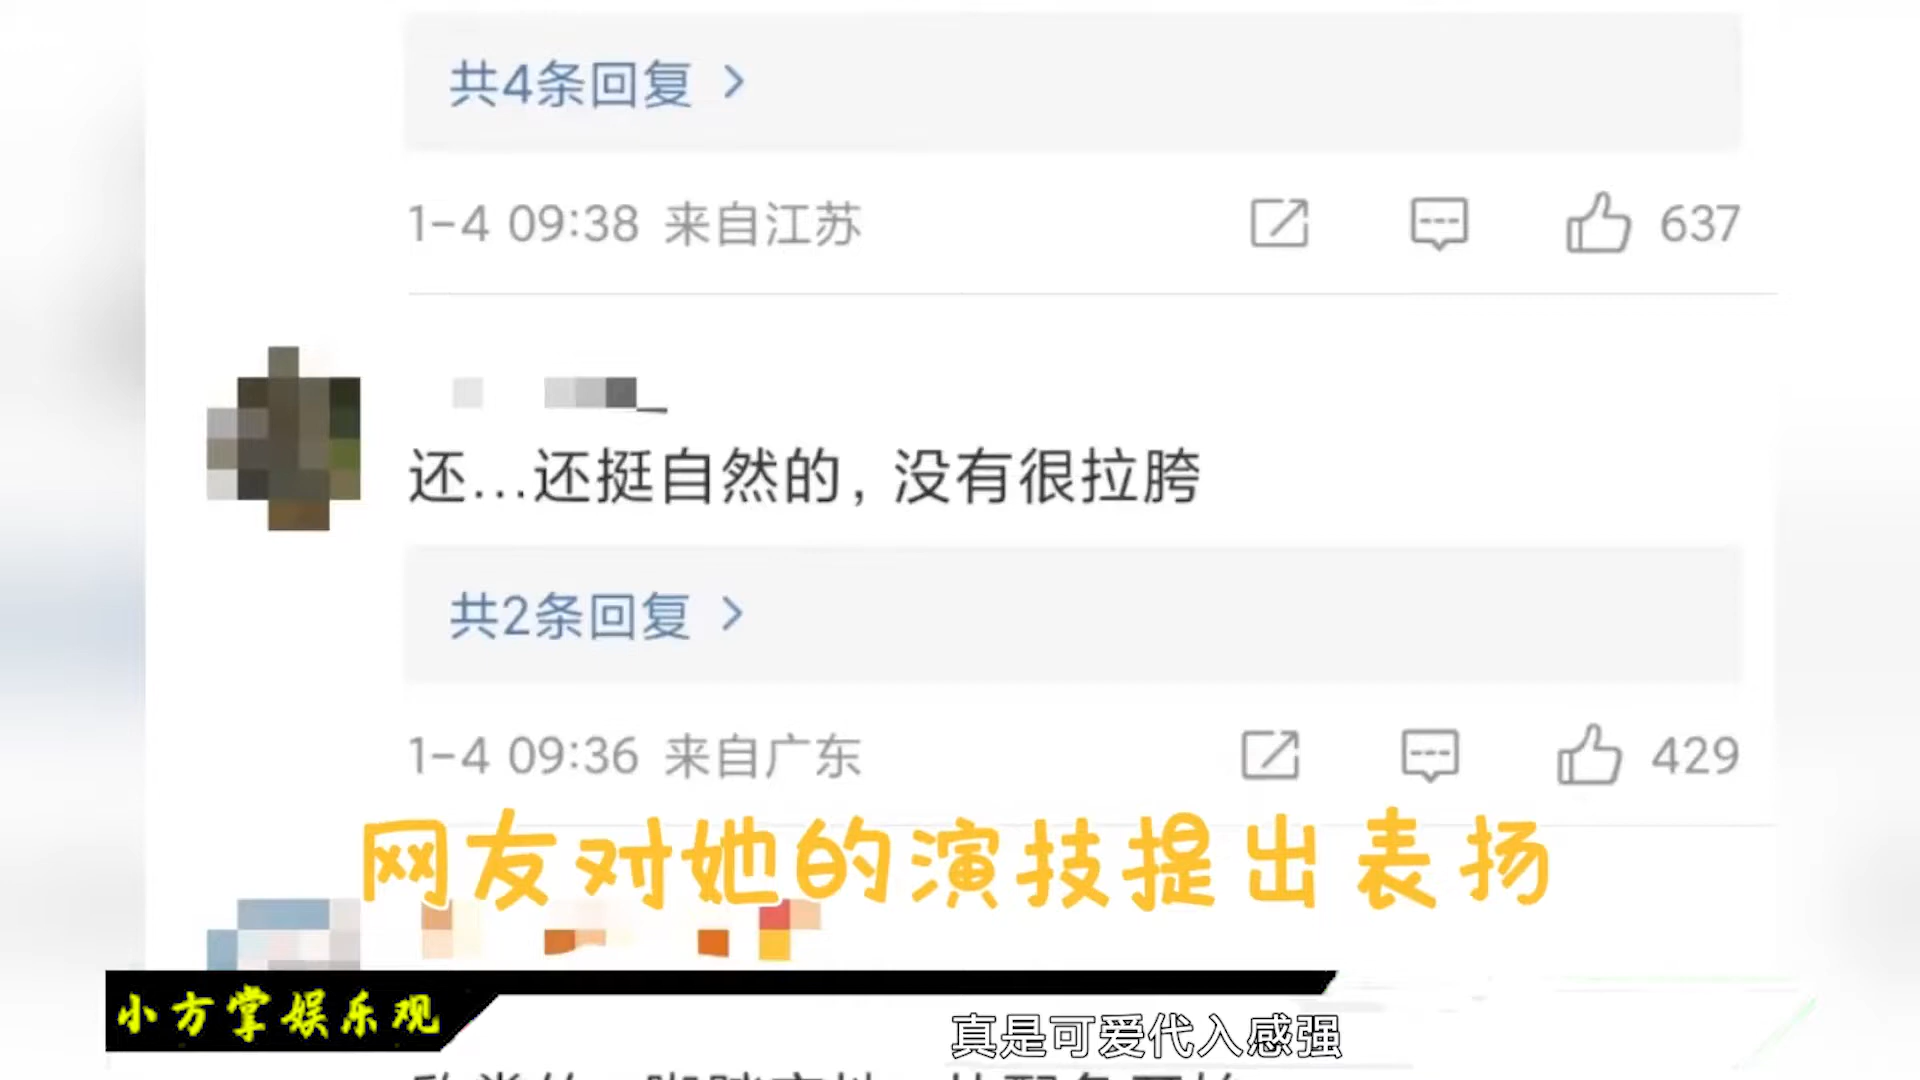 共4条回复 >
1-4 09:38 来自江苏 637
还...还挺自然的，没有很拉胯
共2条回复 >
1-4 09:36 来自广东 429
网友对她的演技提出表扬
小方掌娱乐观
真是可爱代入感强